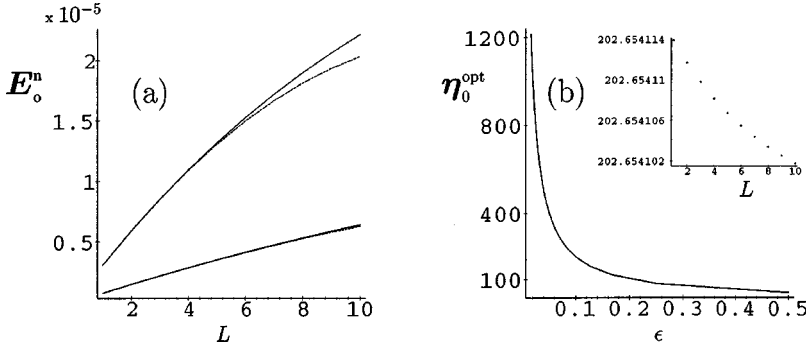 x 10^-5
E_o^n
(a)
2
1.5
1
0.5
2 4 6 8 10
L
η_0^opt
(b)
1200
800
400
100
0.1 0.2 0.3 0.4 0.5
ϵ
202.654114
202.65411
202.654106
202.654102
2 4 6 8 10
L